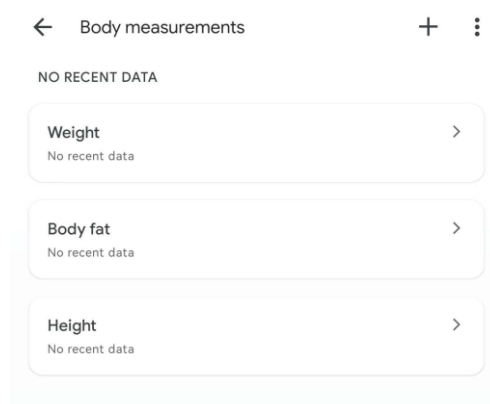 Body measurements
NO RECENT DATA
Weight
No recent data
Body fat
No recent data
Height
No recent data